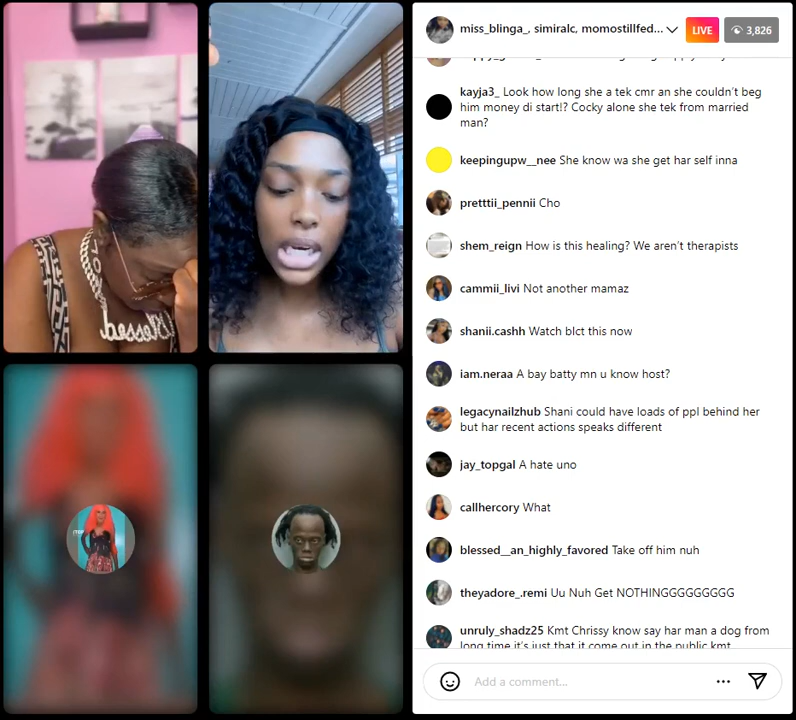 miss_blinga_, simiralc, momostillfed...
LIVE
3,826
kayja3_ Look how long she a tek cmr an she couldn't beg
him money di start!? Cocky alone she tek from married
man?
keepingupw__nee She know wa she get har self inna
pretttii_pennii Cho
shem_reign How is this healing? We aren't therapists
cammii_livi Not another mamaz
shanii.cashh Watch blct this now
iam.neraa A bay batty mn u know host?
legacynailzhub Shani could have loads of ppl behind her
but har recent actions speaks different
jay_topgal A hate uno
callhercory What
blessed__an_highly_favored Take off him nuh
theyadore_.remi Uu Nuh Get NOTHINGGGGGGGGG
unruly_shadz25 Kmt Chrissy know say har man a dog from
long time it's just that it come out in the public kmt
Add a comment...